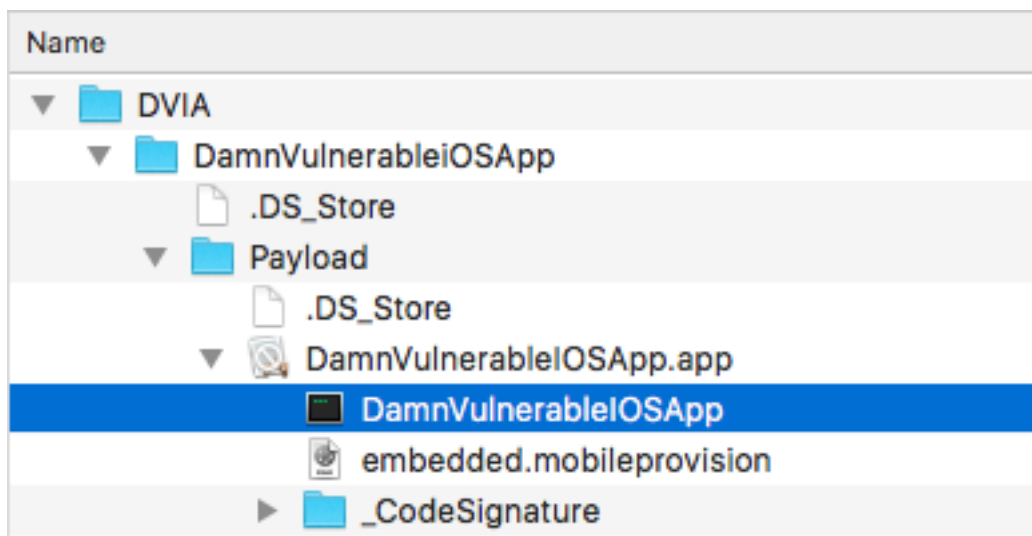 Name
DVIA
DamnVulnerableiOSApp
.DS_Store
Payload
.DS_Store
DamnVulnerableIOSApp.app
DamnVulnerableIOSApp
embedded.mobileprovision
_CodeSignature